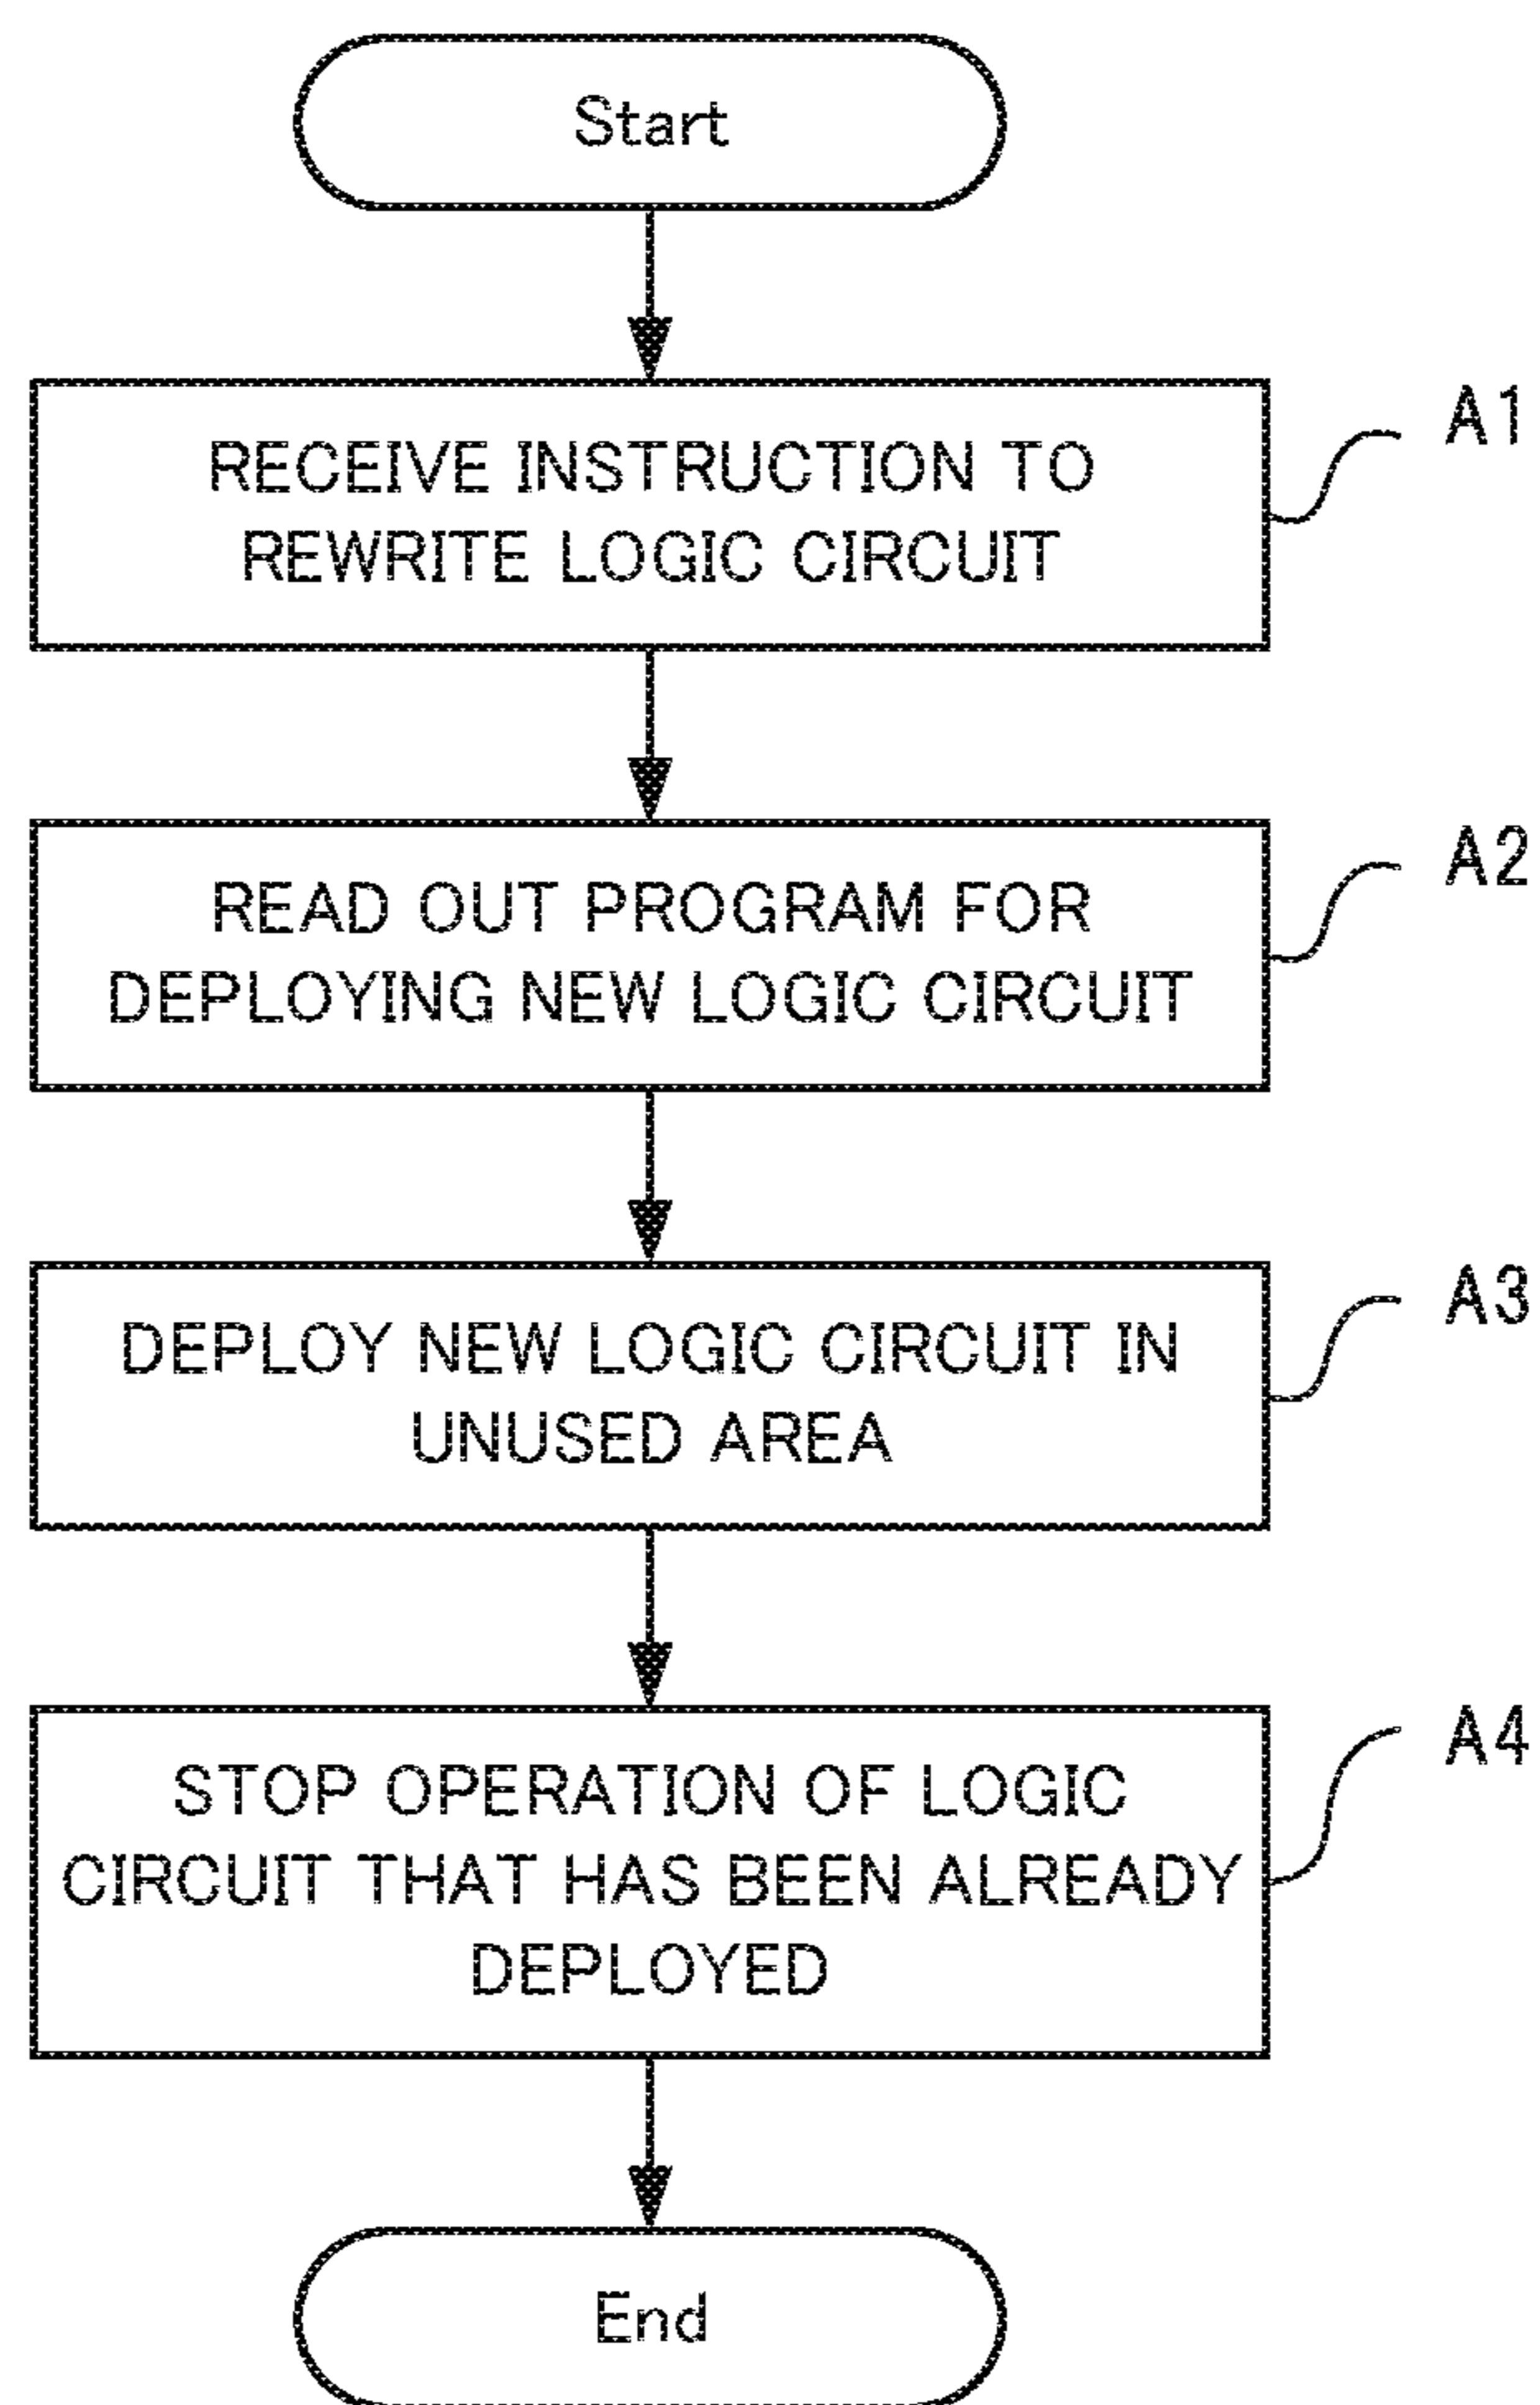 Start
RECEIVE INSTRUCTION TO
REWRITE LOGIC CIRCUIT
A1
READ OUT PROGRAM FOR
DEPLOYING NEW LOGIC CIRCUIT
A2
DEPLOY NEW LOGIC CIRCUIT IN
UNUSED AREA
A3
STOP OPERATION OF LOGIC
CIRCUIT THAT HAS BEEN ALREADY
DEPLOYED
A4
End